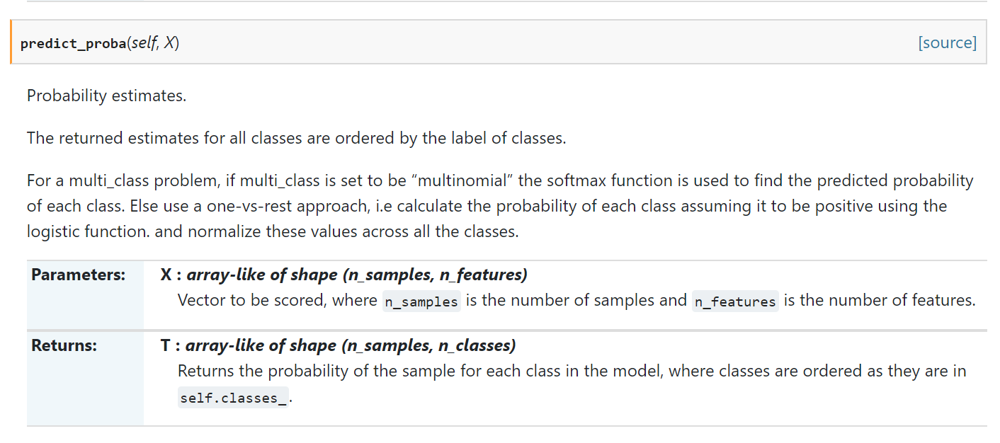 predict_proba(self, X) [source]
Probability estimates.
The returned estimates for all classes are ordered by the label of classes.
For a multi_class problem, if multi_class is set to be “multinomial” the softmax function is used to find the predicted probability
of each class. Else use a one-vs-rest approach, i.e calculate the probability of each class assuming it to be positive using the
logistic function. and normalize these values across all the classes.
Parameters: X : array-like of shape (n_samples, n_features)
Vector to be scored, where n_samples is the number of samples and n_features is the number of features.
Returns: T : array-like of shape (n_samples, n_classes)
Returns the probability of the sample for each class in the model, where classes are ordered as they are in
self.classes_.